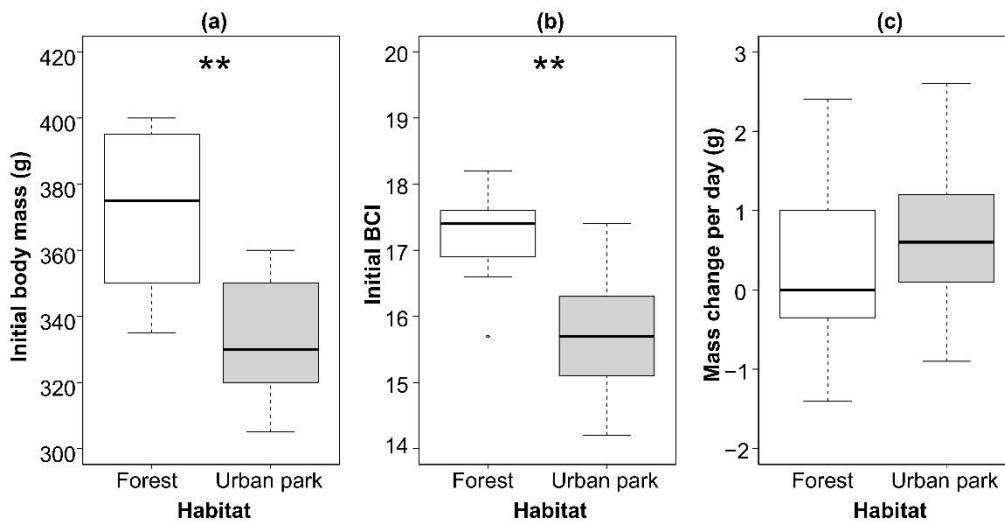 (a)
Initial body mass (g)
420
400
380
360
340
320
300
**
Forest
Urban park
Habitat
(b)
Initial BCI
20
19
18
17
16
15
14
**
Forest
Urban park
Habitat
(c)
Mass change per day (g)
3
2
1
0
−1
−2
Forest
Urban park
Habitat